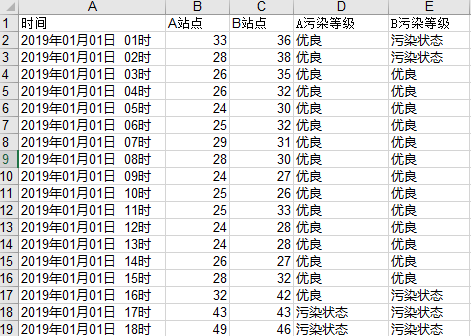 A B C D E
1 时间 A站点 B站点 A污染等级 B污染等级
2 2019年01月01日 01时 33 36 优良 污染状态
3 2019年01月01日 02时 28 38 优良 污染状态
4 2019年01月01日 03时 26 35 优良 优良
5 2019年01月01日 04时 26 32 优良 优良
6 2019年01月01日 05时 24 30 优良 优良
7 2019年01月01日 06时 25 32 优良 优良
8 2019年01月01日 07时 29 31 优良 优良
9 2019年01月01日 08时 28 30 优良 优良
10 2019年01月01日 09时 24 27 优良 优良
11 2019年01月01日 10时 25 26 优良 优良
12 2019年01月01日 11时 25 33 优良 优良
13 2019年01月01日 12时 24 28 优良 优良
14 2019年01月01日 13时 24 28 优良 优良
15 2019年01月01日 14时 26 27 优良 优良
16 2019年01月01日 15时 28 32 优良 优良
17 2019年01月01日 16时 32 42 优良 污染状态
18 2019年01月01日 17时 43 43 污染状态 污染状态
19 2019年01月01日 18时 49 46 污染状态 污染状态